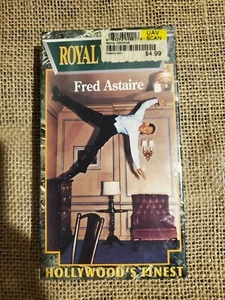 ROYAL
UAV
SCAN
$4.99
Fred Astaire
HOLLYWOOD'S FINEST